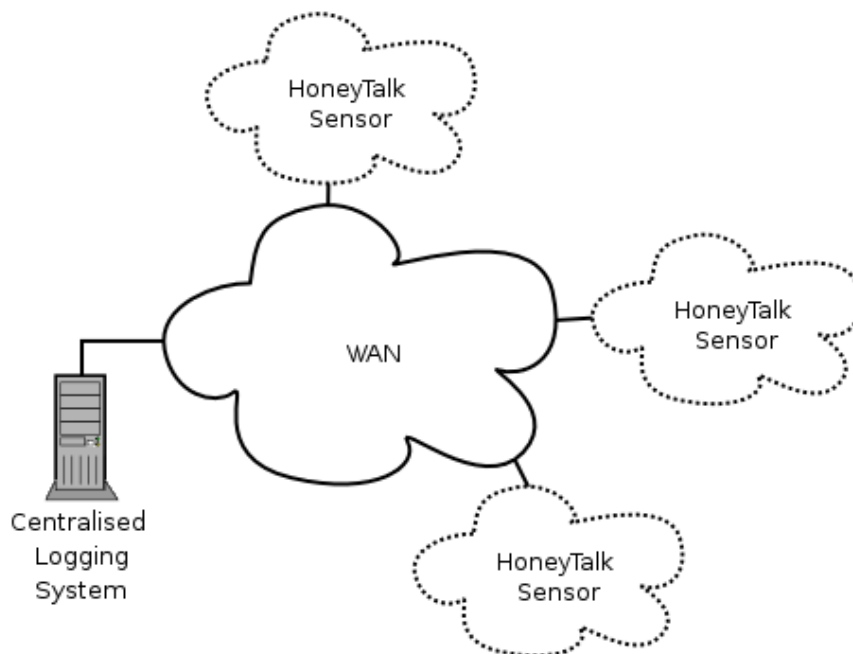 HoneyTalk
Sensor
HoneyTalk
Sensor
WAN
Centralised
Logging
System
HoneyTalk
Sensor